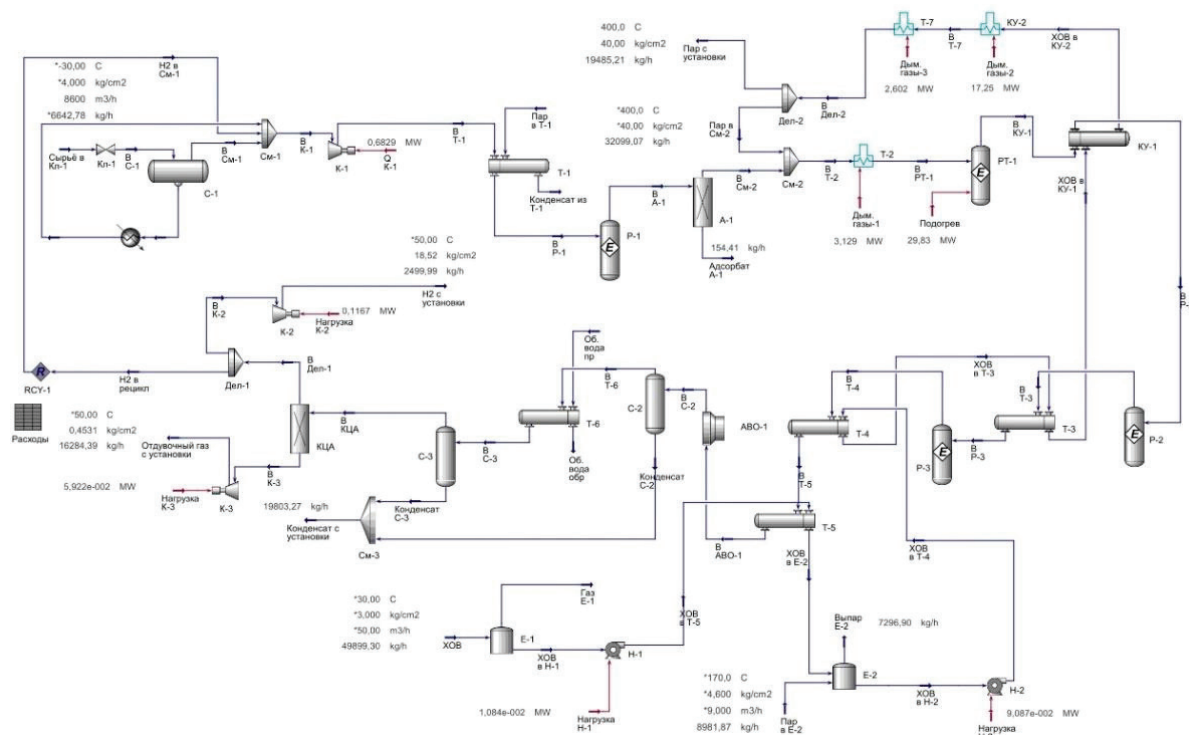 *-30,00 C
*4,000 kg/cm2
8600 m3/h
*6642,78 kg/h
H2 в
См-1
Сырьё в
Кл-1
Кл-1
В
С-1
С-1
В
См-1
См-1
В
К-1
К-1
0,6829 MW
Q
К-1
В
Т-1
Пар
в Т-1
Т-1
Конденсат из
Т-1
В
Р-1
Р-1
E
В
А-1
А-1
154,41 kg/h
Адсорбат
А-1
400,0 C
40,00 kg/cm2
19485,21 kg/h
Пар с
установки
Дел-2
В
Дел-2
Пар в
См-2
*400,0 C
*40,00 kg/cm2
32099,07 kg/h
В
См-2
См-2
В
Т-2
Т-2
Дым.
газы-1
3,129 MW
В
РТ-1
РТ-1
E
Подогрев
29,83 MW
Т-7
Дым.
газы-3
2,602 MW
В
Т-7
КУ-2
Дым.
газы-2
17,25 MW
ХОВ в
КУ-2
В
КУ-1
КУ-1
ХОВ в
КУ-1
В
*50,00 C
18,52 kg/cm2
2499,99 kg/h
H2 с
установки
В
К-2
К-2
0,1167 MW
Нагрузка
К-2
Дел-1
В
Дел-1
RCY-1
R
H2 в
рецикл
Расходы
*50,00 C
0,4531 kg/cm2
16284,39 kg/h
Отдувочный газ
с установки
КЦА
В
КЦА
В
К-3
К-3
5,922e-002 MW
Нагрузка
К-3
С-3
В
С-3
Конденсат
С-3
19803,27 kg/h
Конденсат с
установки
См-3
Об.
вода
пр
В
Т-6
Т-6
Об.
вода
обр
С-2
В
С-2
Конденсат
С-2
АВО-1
В
АВО-1
В
Т-4
Т-4
В
Т-5
Т-5
ХОВ
в Т-3
В
Т-3
Т-3
Р-2
E
В
Р-3
Р-3
E
ХОВ
в Е-2
ХОВ
в Т-4
ХОВ
в Т-5
*30,00 C
*3,000 kg/cm2
*50,00 m3/h
49899,30 kg/h
ХОВ
Газ
Е-1
Е-1
ХОВ
в Н-1
Н-1
1,084e-002 MW
Нагрузка
Н-1
Выпар
Е-2
7296,90 kg/h
Е-2
*170,0 C
*4,600 kg/cm2
*9,000 m3/h
8981,87 kg/h
Пар
в Е-2
ХОВ
в Н-2
Н-2
9,087e-002 MW
Нагрузка